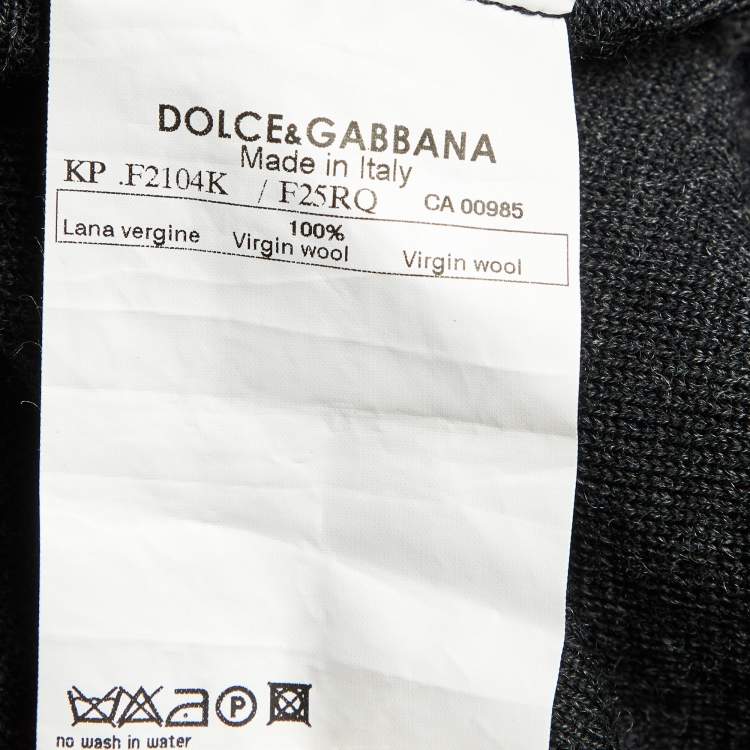 DOLCE&GABBANA
Made in Italy
KP .F2104K / F25RQ CA 00985
100%
Lana vergine Virgin wool Virgin wool
P
no wash in water